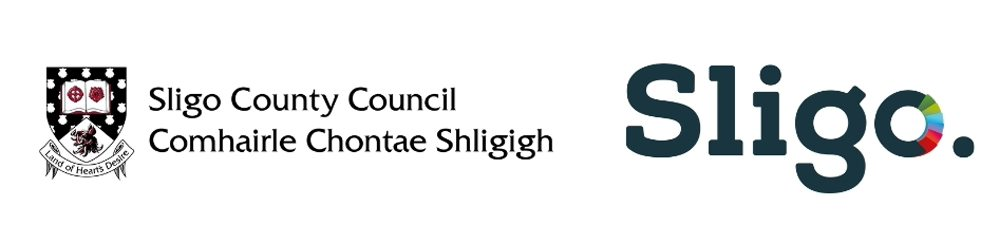 Sligo County Council
Comhairle Chontae Shligigh
Land of Heart's Desire
Sligo.